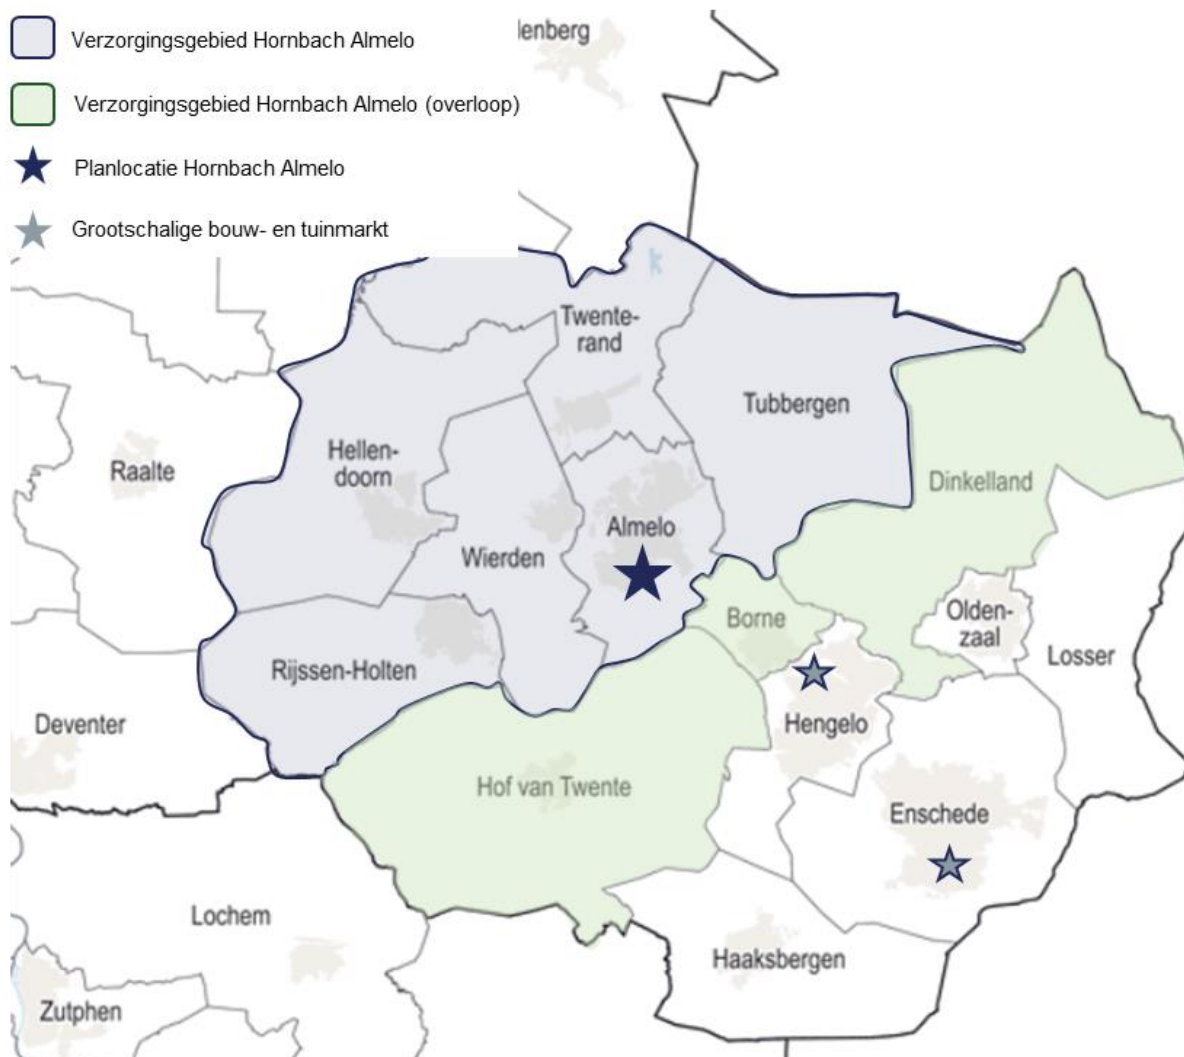 Verzorgingsgebied Hornbach Almelo
Verzorgingsgebied Hornbach Almelo (overloop)
Planlocatie Hornbach Almelo
Grootschalige bouw- en tuinmarkt
lenberg
Twente-
rand
Tubbergen
Hellen-
doorn
Raalte
Dinkelland
Almelo
Wierden
Borne
Olden-
zaal
Losser
Rijssen-Holten
Deventer
Hengelo
Hof van Twente
Enschede
Lochem
Haaksbergen
Zutphen